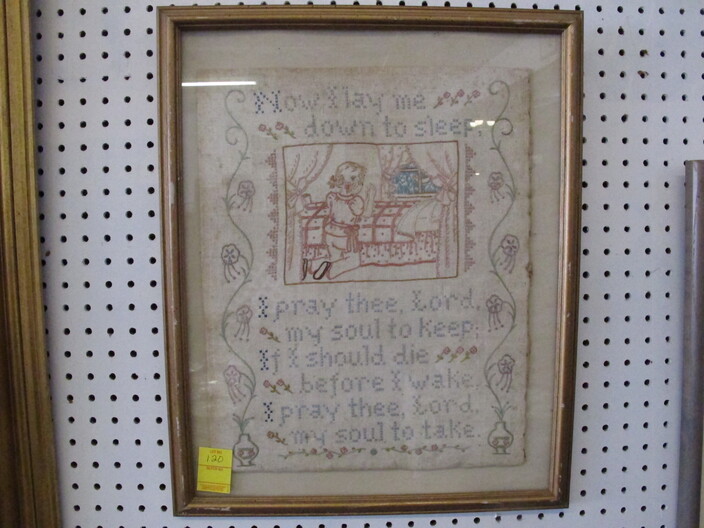 Now I lay me
down to sleep,
I pray thee, Lord,
my soul to keep;
If I should die
before I wake,
I pray thee, Lord,
my soul to take.
120